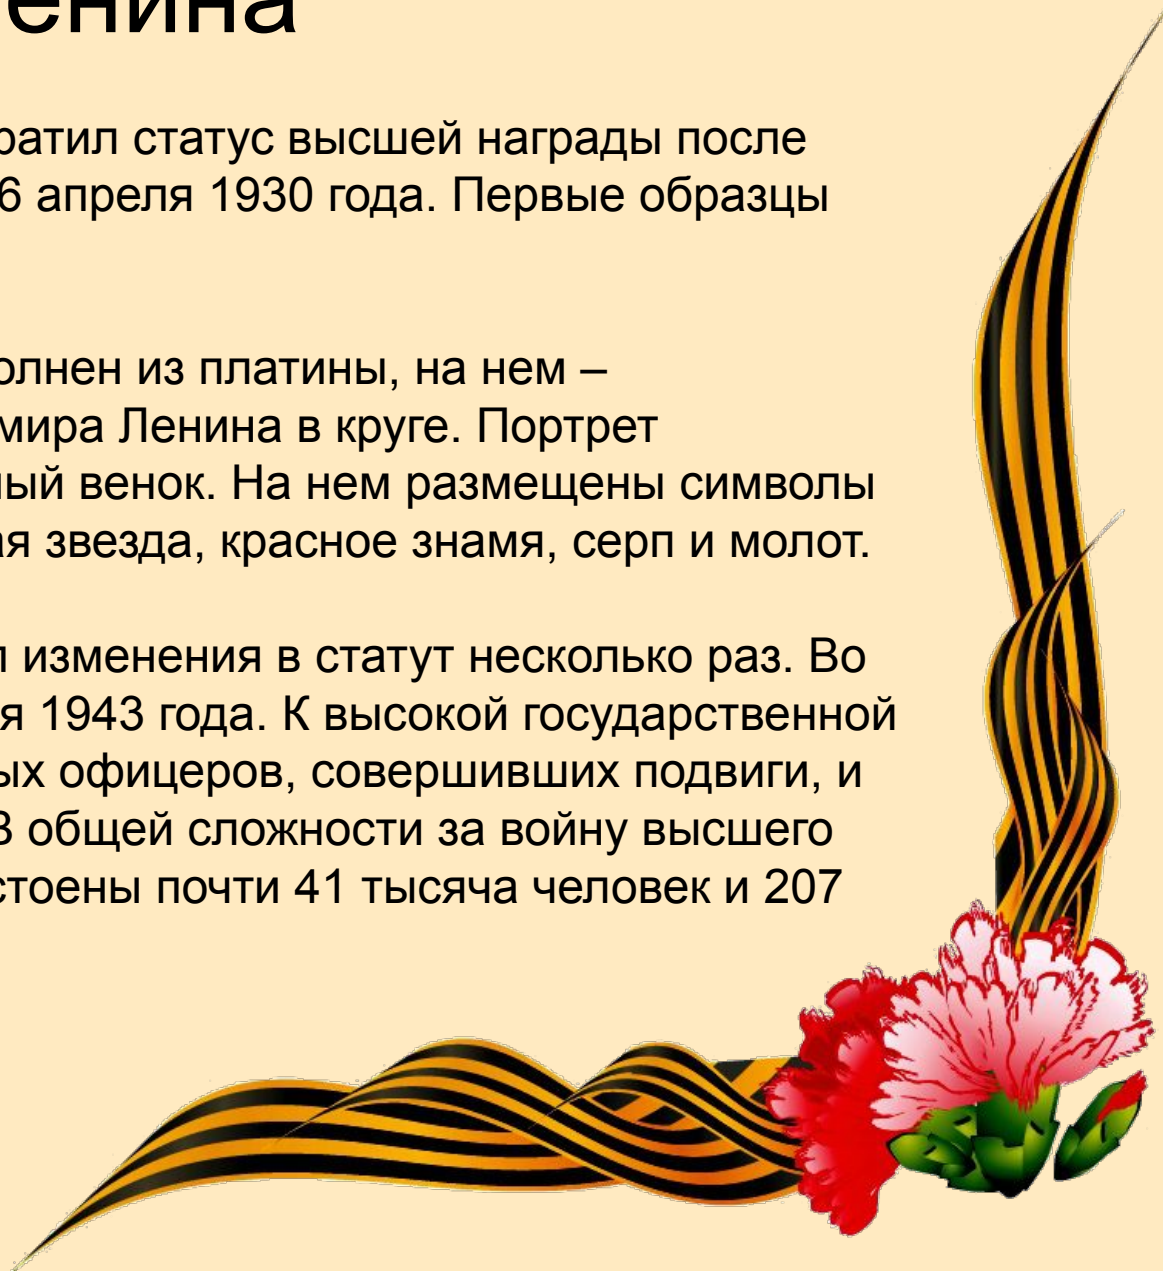 енина
ратил статус высшей награды после
6 апреля 1930 года. Первые образцы
олнен из платины, на нем –
мира Ленина в круге. Портрет
ный венок. На нем размещены символы
ая звезда, красное знамя, серп и молот.
л изменения в статут несколько раз. Во
я 1943 года. К высокой государственной
ых офицеров, совершивших подвиги, и
В общей сложности за войну высшего
стоены почти 41 тысяча человек и 207